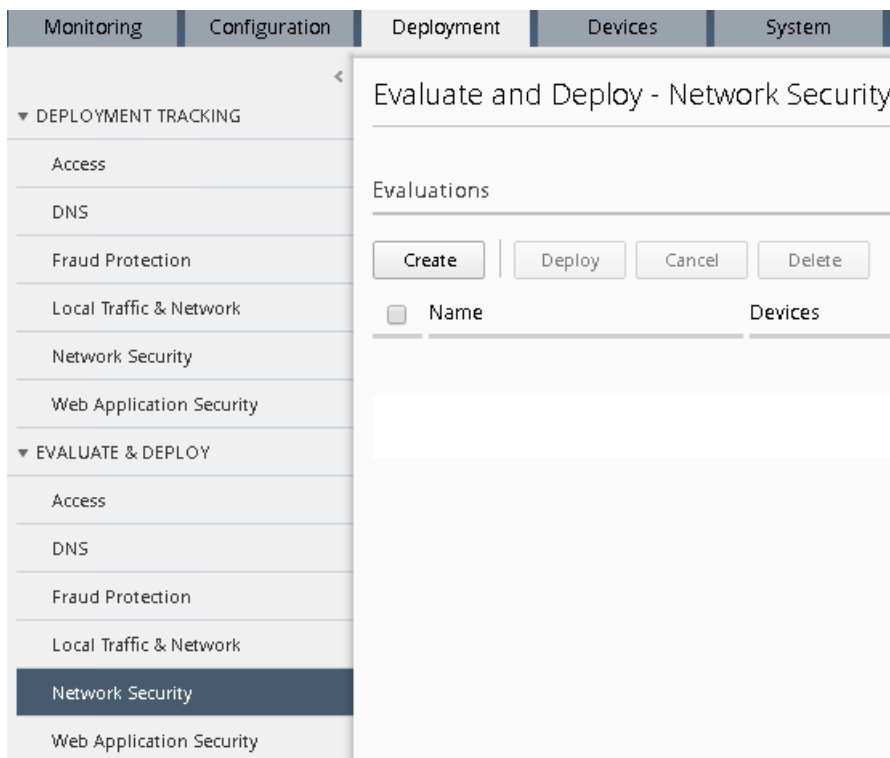 Monitoring Configuration Deployment Devices System
DEPLOYMENT TRACKING
Access
DNS
Fraud Protection
Local Traffic & Network
Network Security
Web Application Security
EVALUATE & DEPLOY
Access
DNS
Fraud Protection
Local Traffic & Network
Network Security
Web Application Security
Evaluate and Deploy - Network Security
Evaluations
Create Deploy Cancel Delete
Name Devices